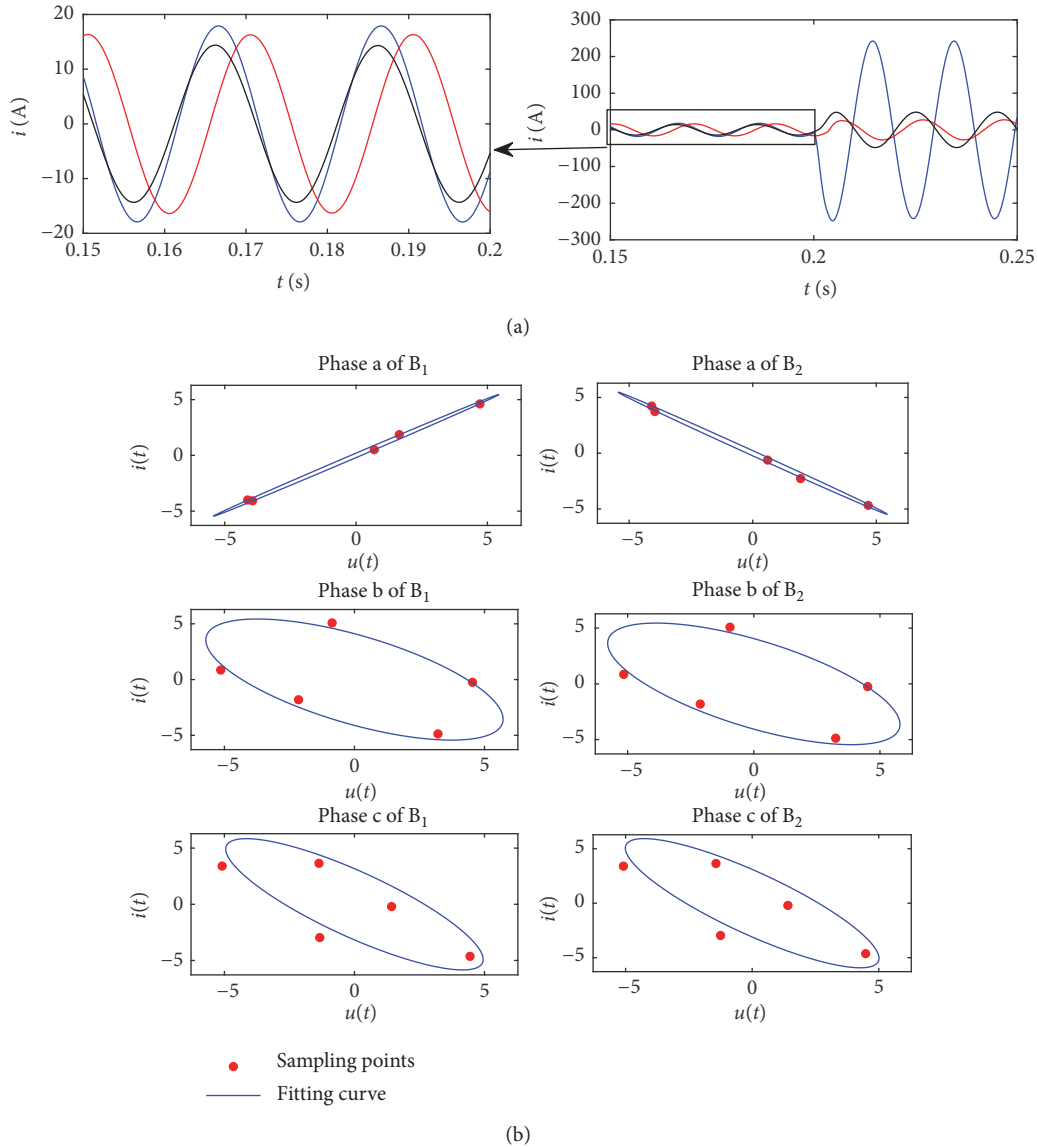 20
10
0
−10
−20
i (A)
0.15
0.16
0.17
0.18
0.19
0.2
t (s)
300
200
100
0
−100
−200
−300
i (A)
0.15
0.2
0.25
t (s)
(a)
Phase a of B1
5
0
−5
i(t)
−5
0
5
u(t)
Phase a of B2
5
0
−5
i(t)
−5
0
5
u(t)
Phase b of B1
5
0
−5
i(t)
−5
0
5
u(t)
Phase b of B2
5
0
−5
i(t)
−5
0
5
u(t)
Phase c of B1
5
0
−5
i(t)
−5
0
5
u(t)
Phase c of B2
5
0
−5
i(t)
−5
0
5
u(t)
Sampling points
Fitting curve
(b)